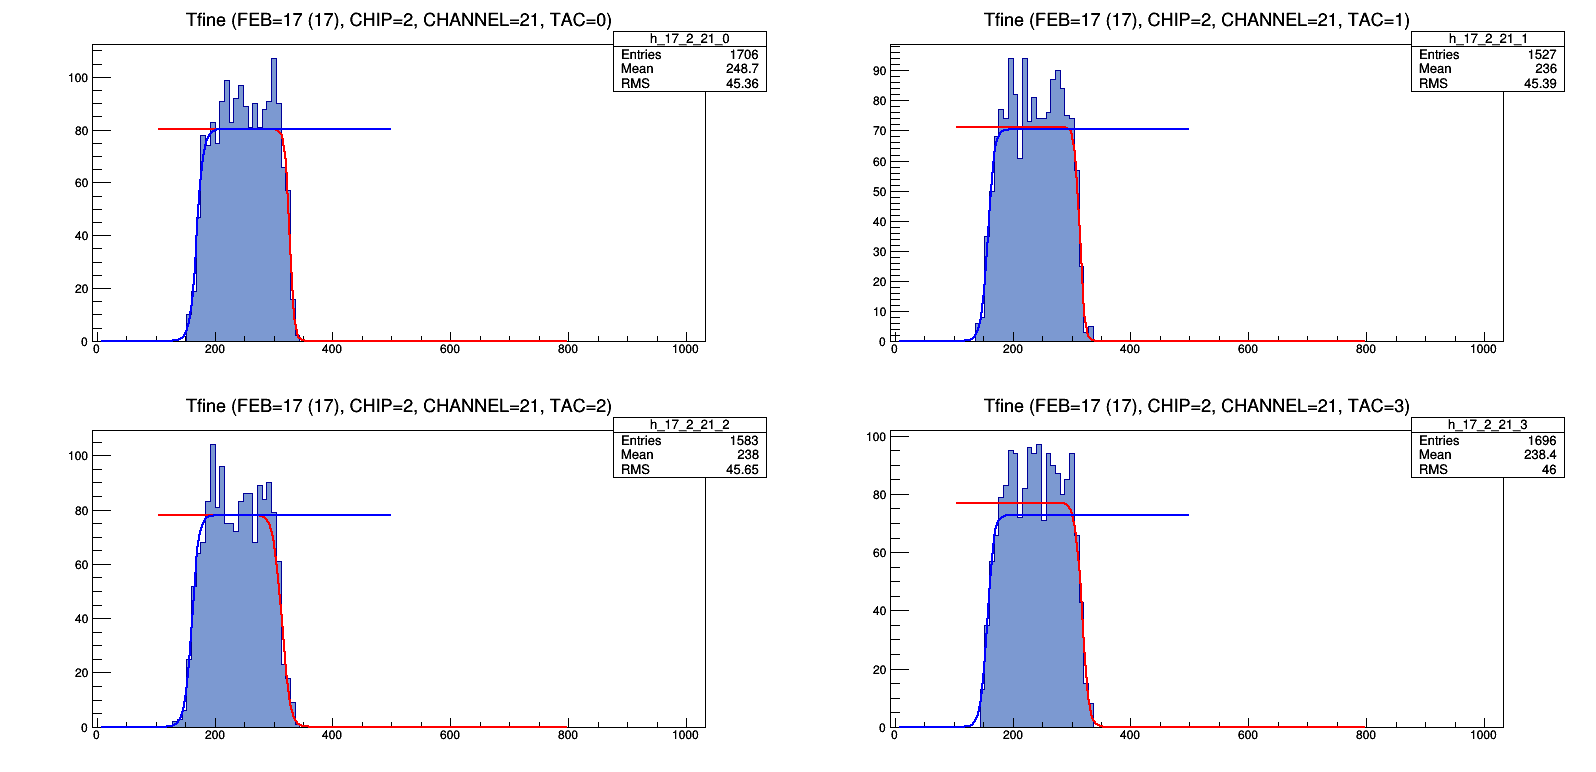 Tfine (FEB=17 (17), CHIP=2, CHANNEL=21, TAC=0)
h_17_2_21_0
Entries 1706
Mean 248.7
RMS 45.36
100
80
60
40
20
0
0 200 400 600 800 1000
Tfine (FEB=17 (17), CHIP=2, CHANNEL=21, TAC=1)
h_17_2_21_1
Entries 1527
Mean 236
RMS 45.39
90
80
70
60
50
40
30
20
10
0
0 200 400 600 800 1000
Tfine (FEB=17 (17), CHIP=2, CHANNEL=21, TAC=2)
h_17_2_21_2
Entries 1583
Mean 238
RMS 45.65
100
80
60
40
20
0
0 200 400 600 800 1000
Tfine (FEB=17 (17), CHIP=2, CHANNEL=21, TAC=3)
h_17_2_21_3
Entries 1696
Mean 238.4
RMS 46
100
80
60
40
20
0
0 200 400 600 800 1000